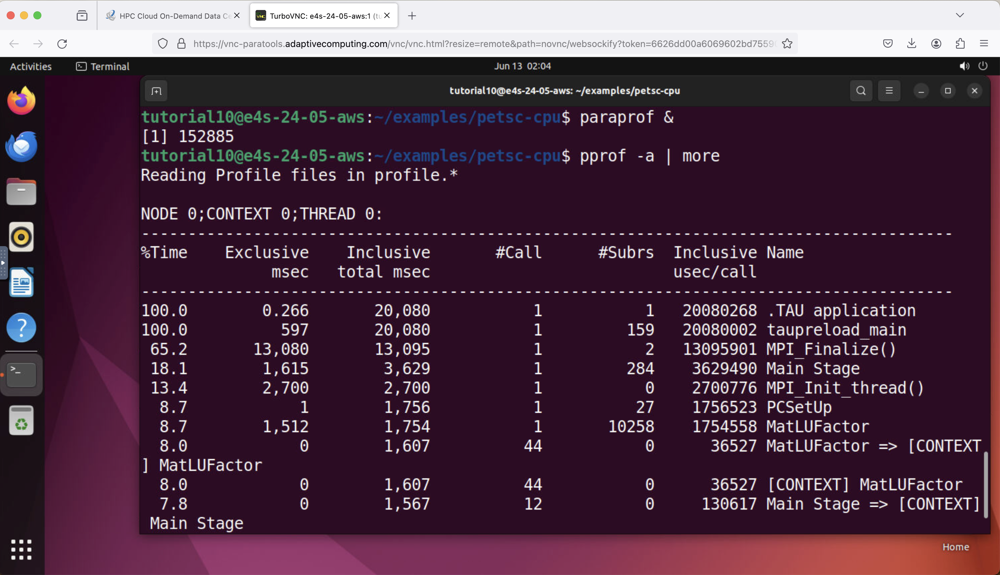 HPC Cloud On-Demand Data Ce
TurboVNC: e4s-24-05-aws:1 (tu
https://vnc-paratools.adaptivecomputing.com/vnc/vnc.html?resize=remote&path=novnc/websockify?token=6626dd00a6069602bd7559
Activities
Terminal
Jun 13 02:04
tutorial10@e4s-24-05-aws: ~/examples/petsc-cpu
tutorial10@e4s-24-05-aws:~/examples/petsc-cpu$ paraprof &
[1] 152885
tutorial10@e4s-24-05-aws:~/examples/petsc-cpu$ pprof -a | more
Reading Profile files in profile.*
NODE 0;CONTEXT 0;THREAD 0:
---------------------------------------------------------------------------------------
%Time Exclusive Inclusive #Call #Subrs Inclusive Name
msec total msec usec/call
---------------------------------------------------------------------------------------
100.0 0.266 20,080 1 1 20080268 .TAU application
100.0 597 20,080 1 159 20080002 taupreload_main
65.2 13,080 13,095 1 2 13095901 MPI_Finalize()
18.1 1,615 3,629 1 284 3629490 Main Stage
13.4 2,700 2,700 1 0 2700776 MPI_Init_thread()
8.7 1 1,756 1 27 1756523 PCSetUp
8.7 1,512 1,754 1 10258 1754558 MatLUFactor
8.0 0 1,607 44 0 36527 MatLUFactor => [CONTEXT
] MatLUFactor
8.0 0 1,607 44 0 36527 [CONTEXT] MatLUFactor
7.8 0 1,567 12 0 130617 Main Stage => [CONTEXT]
Main Stage
Home